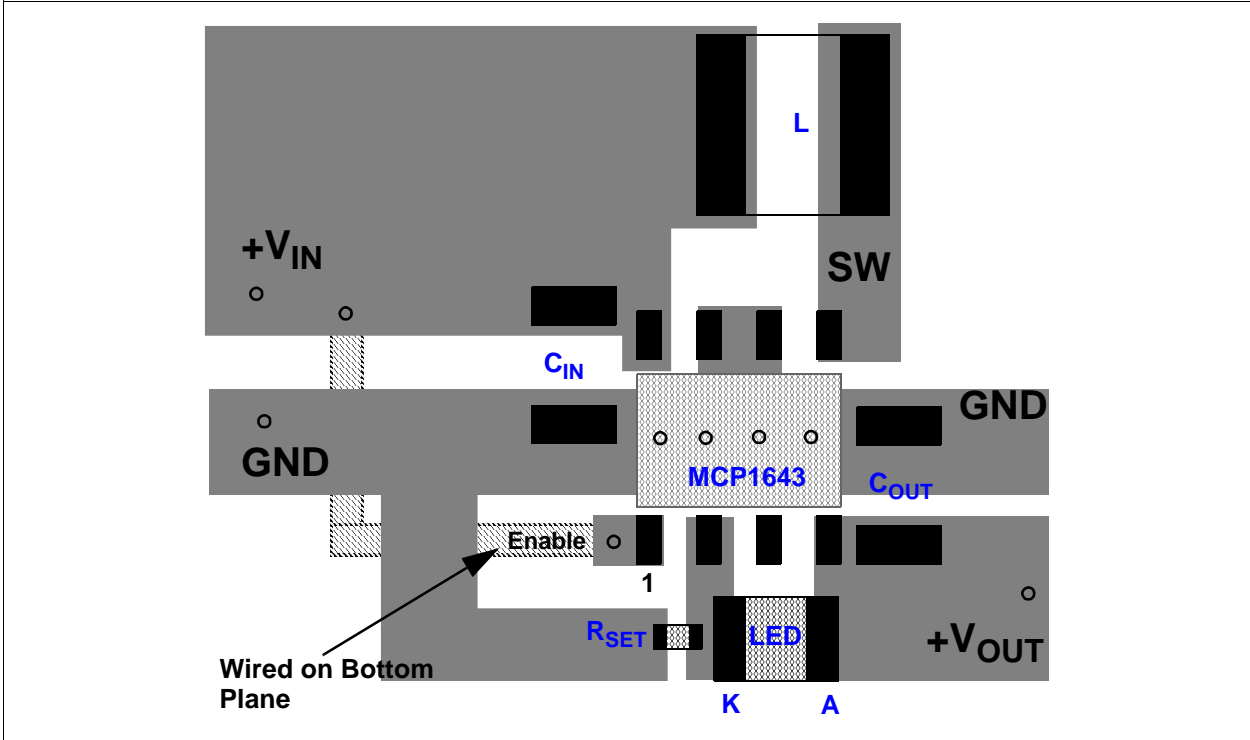 L
+VIN
SW
CIN
GND
GND
MCP1643
COUT
Enable
1
RSET
LED
+VOUT
Wired on Bottom
Plane
K
A